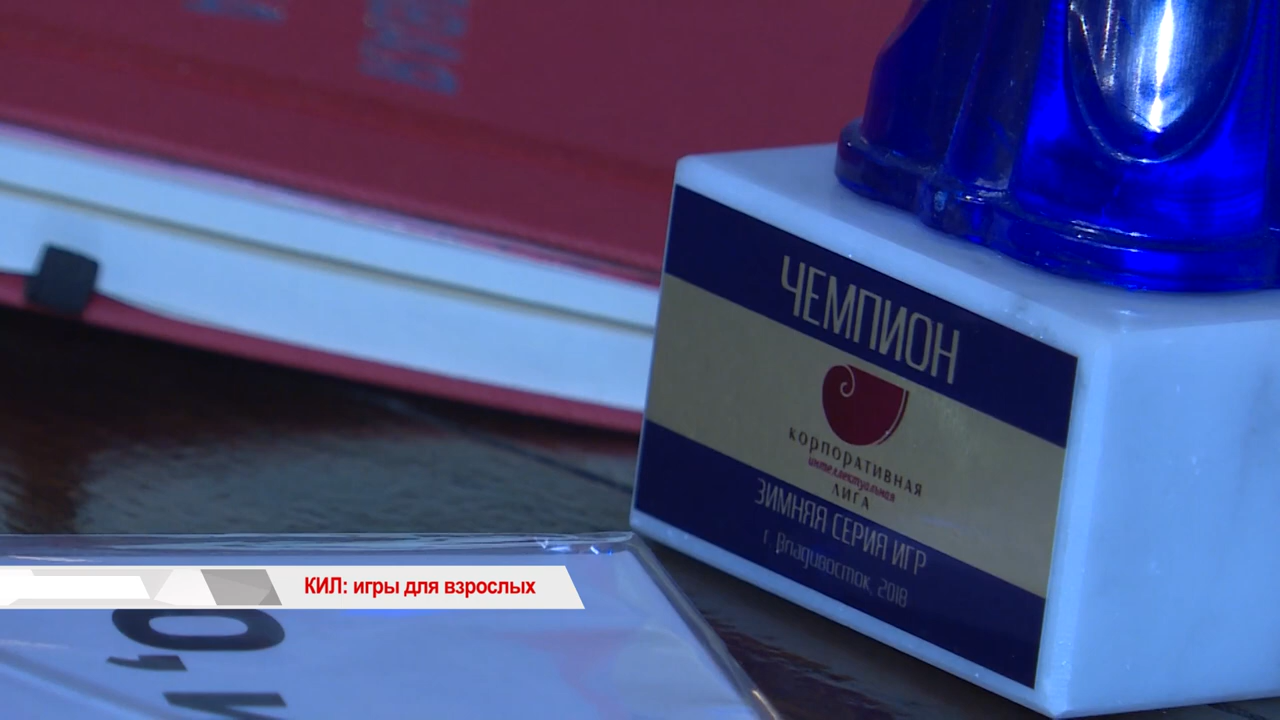 ЧЕМПИОН
КОРПОРАТИВНАЯ
интеллектуальная
ЛИГА
ЗИМНЯЯ СЕРИЯ ИГР
г. Владивосток, 2018
КИЛ: игры для взрослых